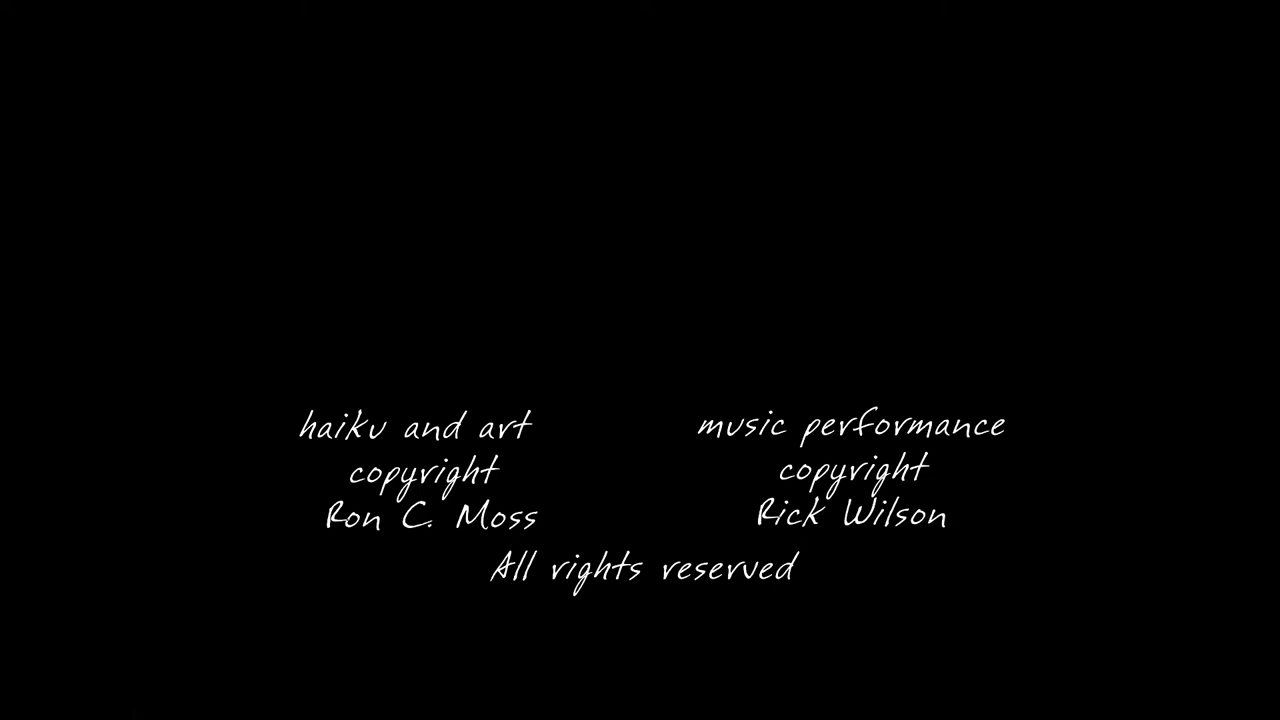 haiku and art
copyright
Ron C. Moss
music performance
copyright
Rick Wilson
All rights reserved